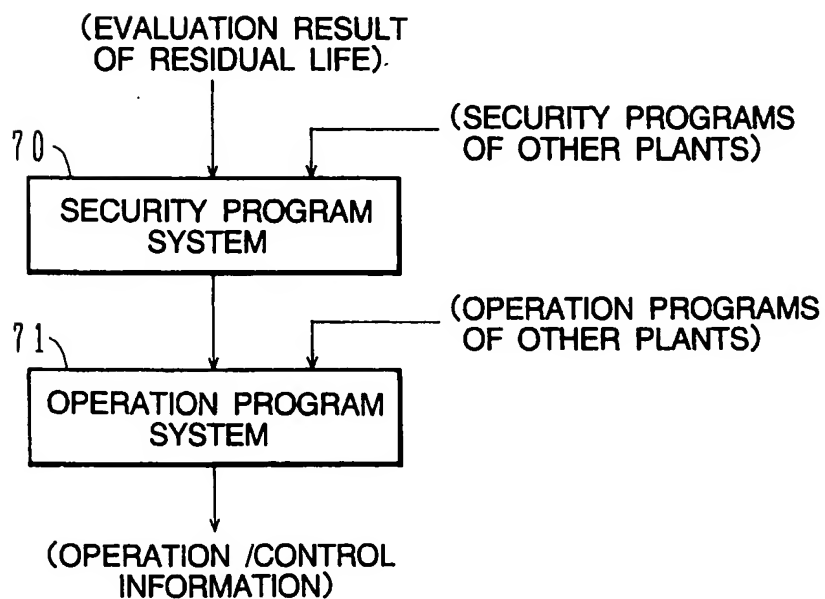 (EVALUATION RESULT
OF RESIDUAL LIFE)
(SECURITY PROGRAMS
OF OTHER PLANTS)
70
SECURITY PROGRAM
SYSTEM
(OPERATION PROGRAMS
OF OTHER PLANTS)
71
OPERATION PROGRAM
SYSTEM
(OPERATION /CONTROL
INFORMATION)